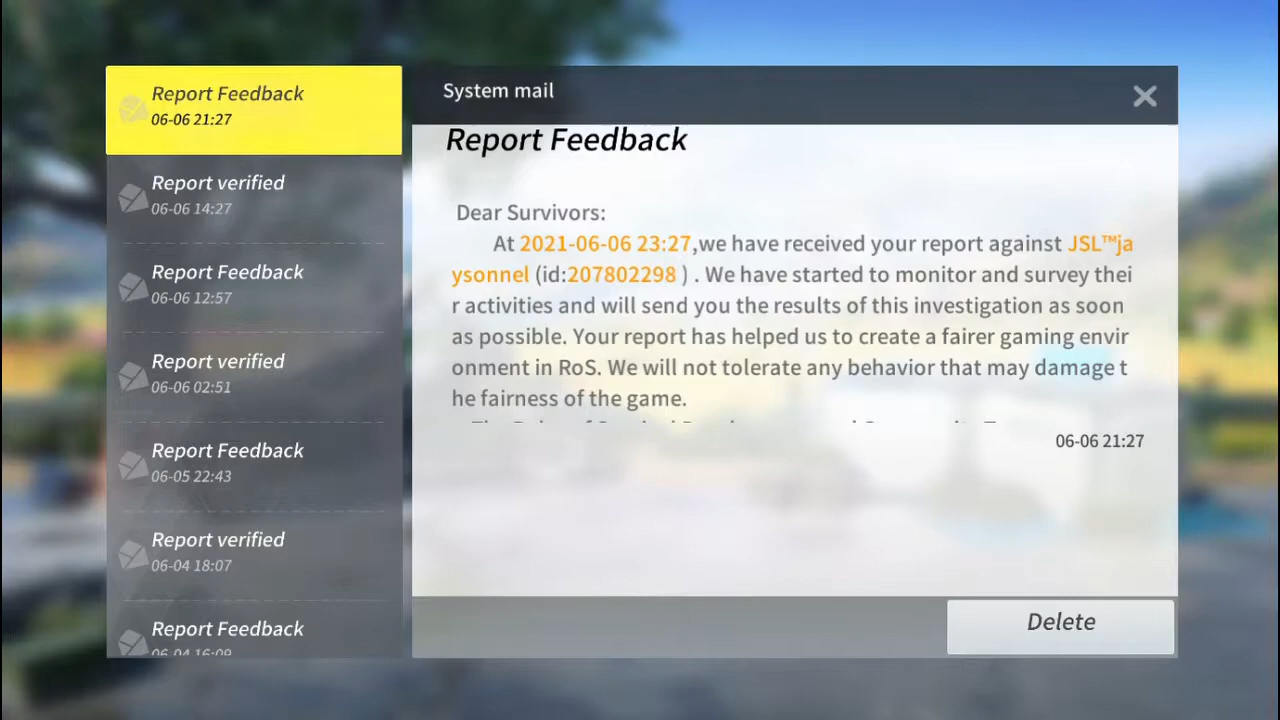 Report Feedback
06-06 21:27
Report verified
06-06 14:27
Report Feedback
06-06 12:57
Report verified
06-06 02:51
Report Feedback
06-05 22:43
Report verified
06-04 18:07
Report Feedback
06-04 16:09
System mail
Report Feedback
Dear Survivors:
At 2021-06-06 23:27,we have received your report against JSL™ja
ysonnel (id:207802298 ) . We have started to monitor and survey thei
r activities and will send you the results of this investigation as soon
as possible. Your report has helped us to create a fairer gaming envir
onment in RoS. We will not tolerate any behavior that may damage t
he fairness of the game.
06-06 21:27
Delete